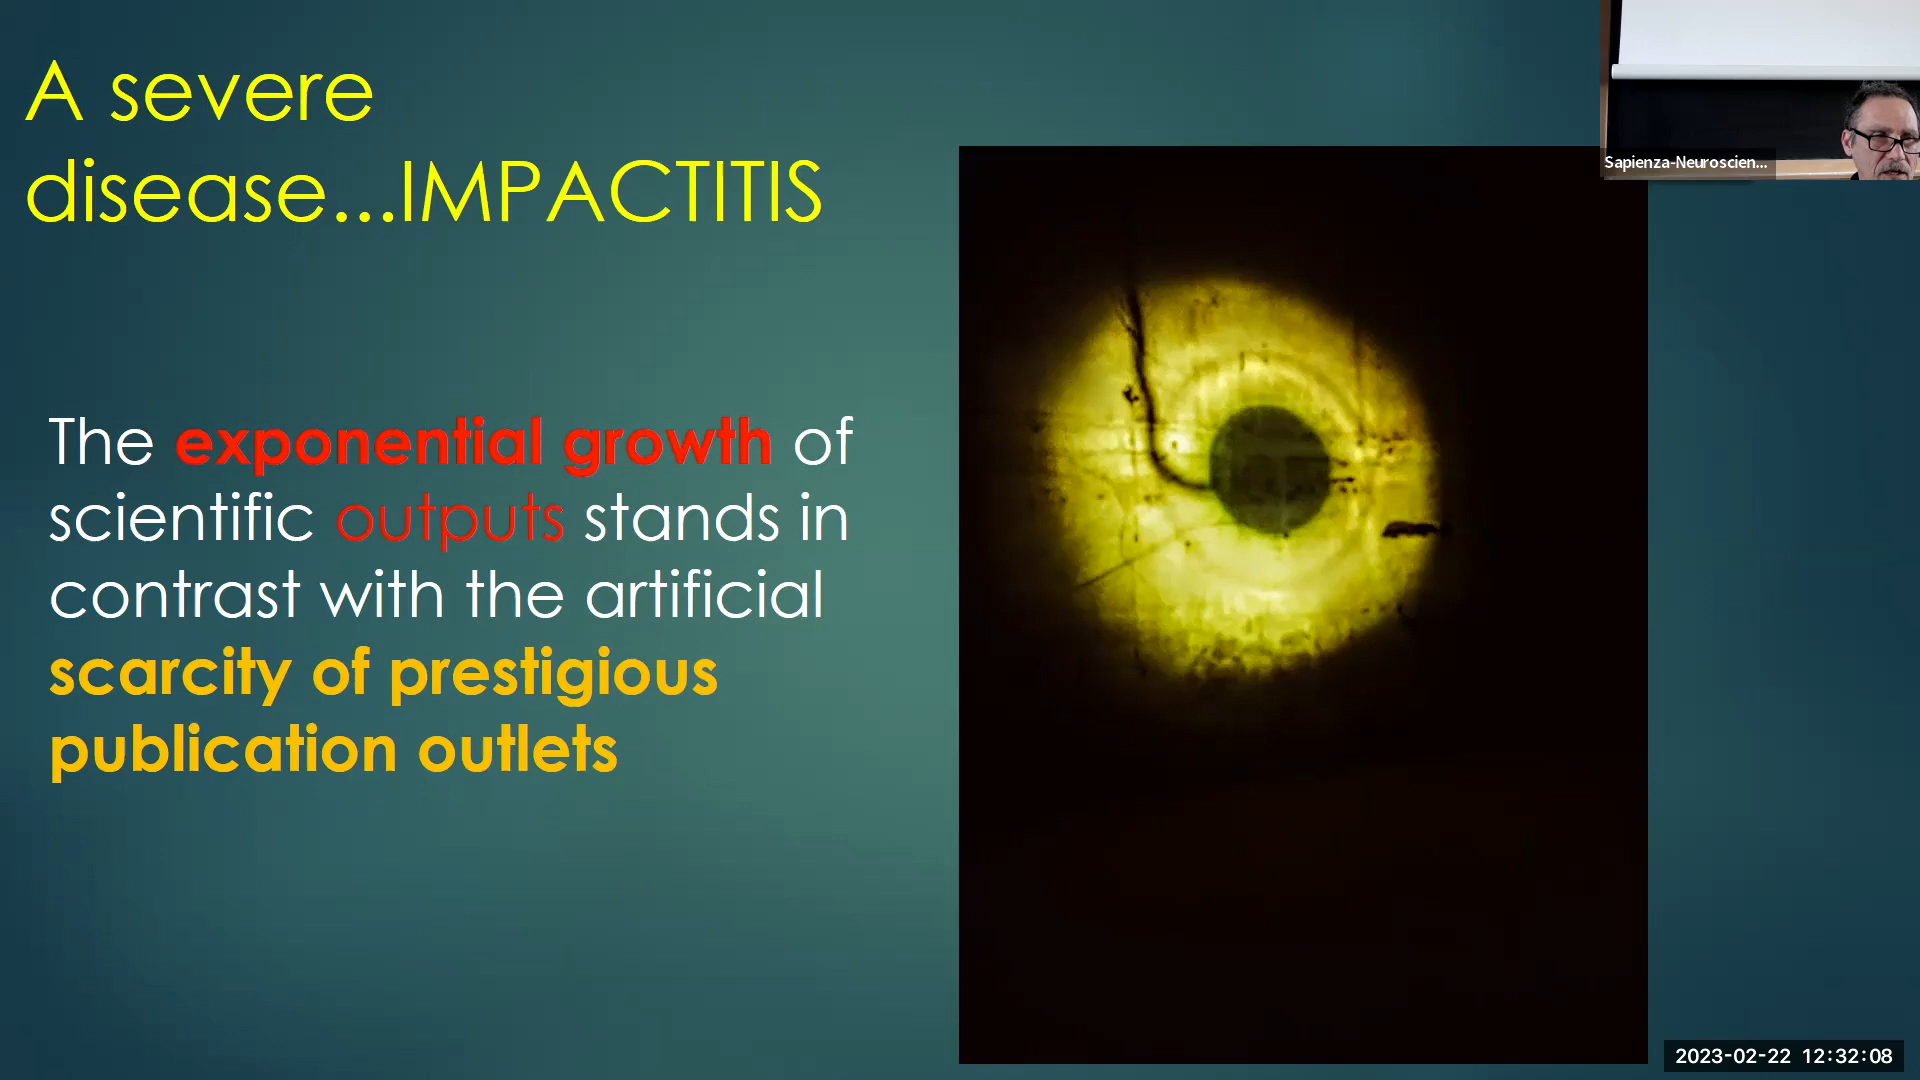 A severe
disease...IMPACTITIS
The exponential growth of
scientific outputs stands in
contrast with the artificial
scarcity of prestigious
publication outlets
Sapienza-Neuroscien...
2023-02-22 12:32:08